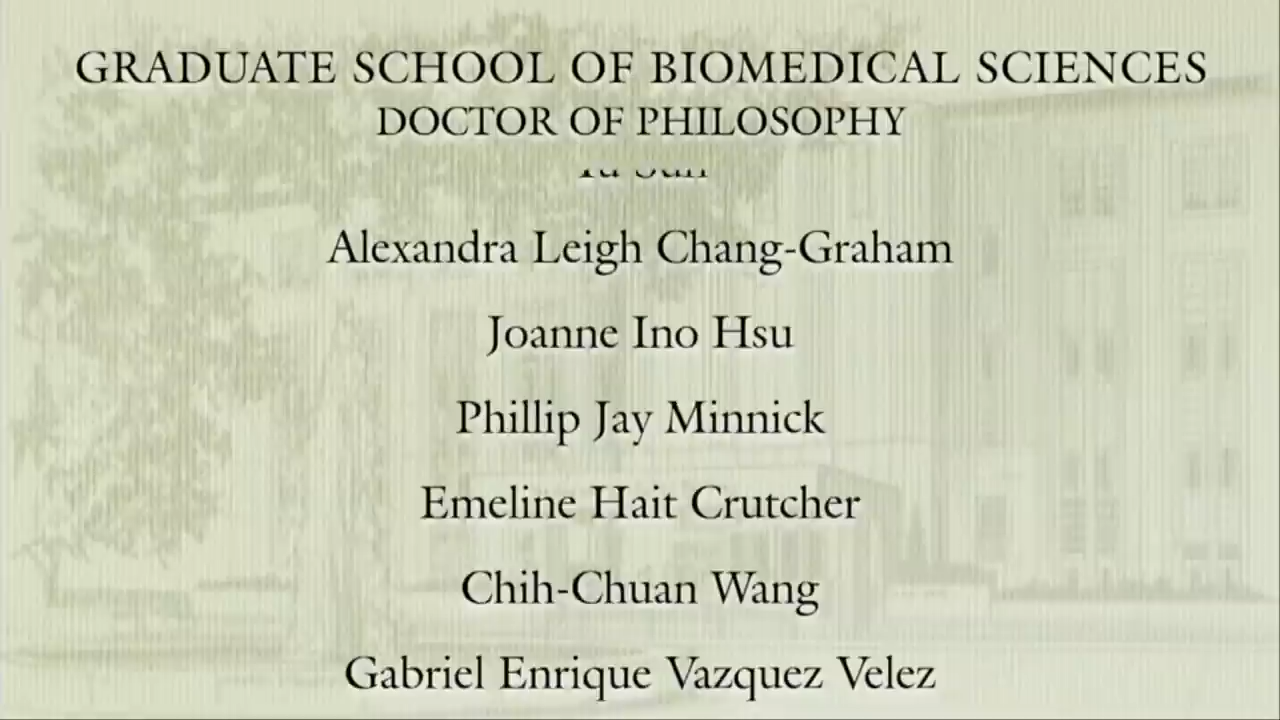 GRADUATE SCHOOL OF BIOMEDICAL SCIENCES
DOCTOR OF PHILOSOPHY
Alexandra Leigh Chang-Graham
Joanne Ino Hsu
Phillip Jay Minnick
Emeline Hait Crutcher
Chih-Chuan Wang
Gabriel Enrique Vazquez Velez